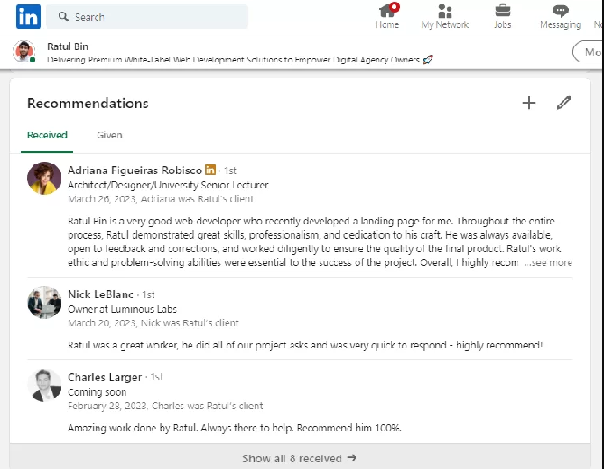 in
Search
Home
My Network
Jobs
Messaging
Ratul Bin
Delivering Premium White-Label Web Development Solutions to Empower Digital Agency Owners 🚀
Recommendations
Received
Given
Adriana Figueiras Robisco in · 1st
Architect/Designer/University Senior Lecturer
March 26, 2023, Adriana was Ratul's client
Ratul Bin is a very good web developer who recently developed a landing page for me. Throughout the entire
process, Ratul demonstrated great skills, professionalism, and dedication to his craft. He was always available,
open to feedback and corrections, and worked diligently to ensure the quality of the final product. Ratul's work
ethic and problem-solving abilities were essential to the success of the project. Overall, I highly recom ...see more
Nick LeBlanc · 1st
Owner at Luminous Labs
March 20, 2023, Nick was Ratul's client
Ratul was a great worker, he did all of our project asks and was very quick to respond - highly recommend!
Charles Larger · 1st
Coming soon
February 23, 2023, Charles was Ratul's client
Amazing work done by Ratul. Always there to help. Recommend him 100%.
Show all 8 received →